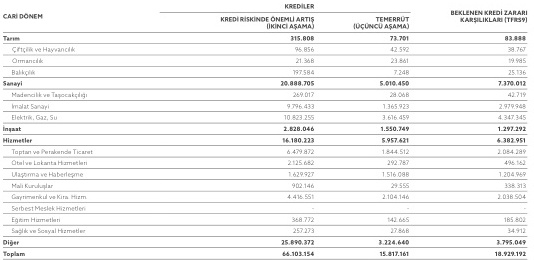 KREDİLER
CARİ DÖNEM KREDİ RİSKİNDE ÖNEMLİ ARTIŞ (İKİNCİ AŞAMA) TEMERRÜT (ÜÇÜNCÜ AŞAMA) BEKLENEN KREDİ ZARARI KARŞILIKLARI (TFRS9)
Tarım 315.808 73.701 83.888
Çiftçilik ve Hayvancılık 96.856 42.592 38.767
Ormancılık 21.368 23.861 19.985
Balıkçılık 197.584 7.248 25.136
Sanayi 20.888.705 5.010.450 7.370.012
Madencilik ve Taşocakçılığı 269.017 28.068 42.719
İmalat Sanayi 9.796.433 1.365.923 2.979.948
Elektrik, Gaz, Su 10.823.255 3.616.459 4.347.345
İnşaat 2.828.046 1.550.749 1.297.292
Hizmetler 16.180.223 5.957.621 6.382.951
Toptan ve Perakende Ticaret 6.479.872 1.844.512 2.084.289
Otel ve Lokanta Hizmetleri 2.125.682 292.787 496.162
Ulaştırma ve Haberleşme 1.629.927 1.516.088 1.204.969
Mali Kuruluşlar 902.146 29.555 338.313
Gayrimenkul ve Kira. Hizm. 4.416.551 2.104.146 2.038.504
Serbest Meslek Hizmetleri - - -
Eğitim Hizmetleri 368.772 142.665 185.802
Sağlık ve Sosyal Hizmetler 257.273 27.868 34.912
Diğer 25.890.372 3.224.640 3.795.049
Toplam 66.103.154 15.817.161 18.929.192